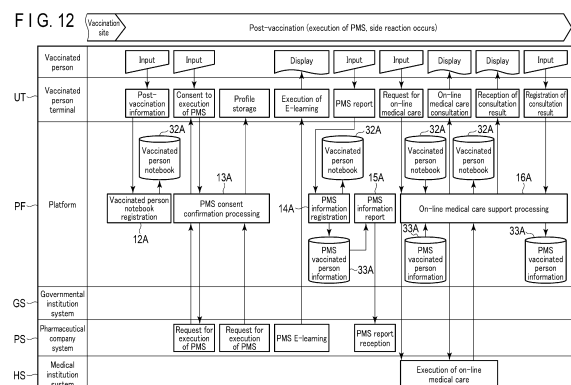 FIG. 12
Vaccination site
Post-vaccination (execution of PMS, side reaction occurs)
Vaccinated person
Input
Input
Display
Input
Input
Display
Display
Input
UT
Vaccinated person terminal
Post-vaccination information
Consent to execution of PMS
Profile storage
Execution of E-learning
PMS report
Request for on-line medical care
On-line medical care consultation
Reception of consultation result
Registration of consultation result
32A
32A
32A
32A
Vaccinated person notebook
Vaccinated person notebook
Vaccinated person notebook
Vaccinated person notebook
PF
Platform
13A
15A
16A
14A
Vaccinated person notebook registration
PMS consent confirmation processing
PMS information registration
PMS information report
On-line medical care support processing
12A
33A
33A
33A
PMS vaccinated person information
PMS vaccinated person information
PMS vaccinated person information
GS
Governmental institution system
PS
Pharmaceutical company system
Request for execution of PMS
Request for execution of PMS
PMS E-learning
PMS report reception
HS
Medical institution system
Execution of on-line medical care